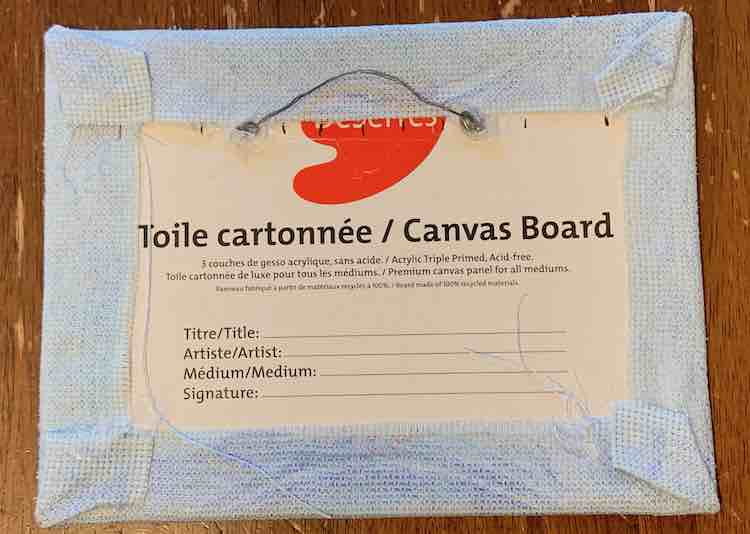 DeSerres
Toile cartonnée / Canvas Board
3 couches de gesso acrylique, sans acide. / Acrylic Triple Primed, Acid-free.
Toile cartonnée de luxe pour tous les médiums. / Premium canvas panel for all mediums.
Panneau fabriqué à partir de matériaux recyclés à 100%. / Board made of 100% recycled materials.
Titre/Title:
Artiste/Artist:
Médium/Medium:
Signature: